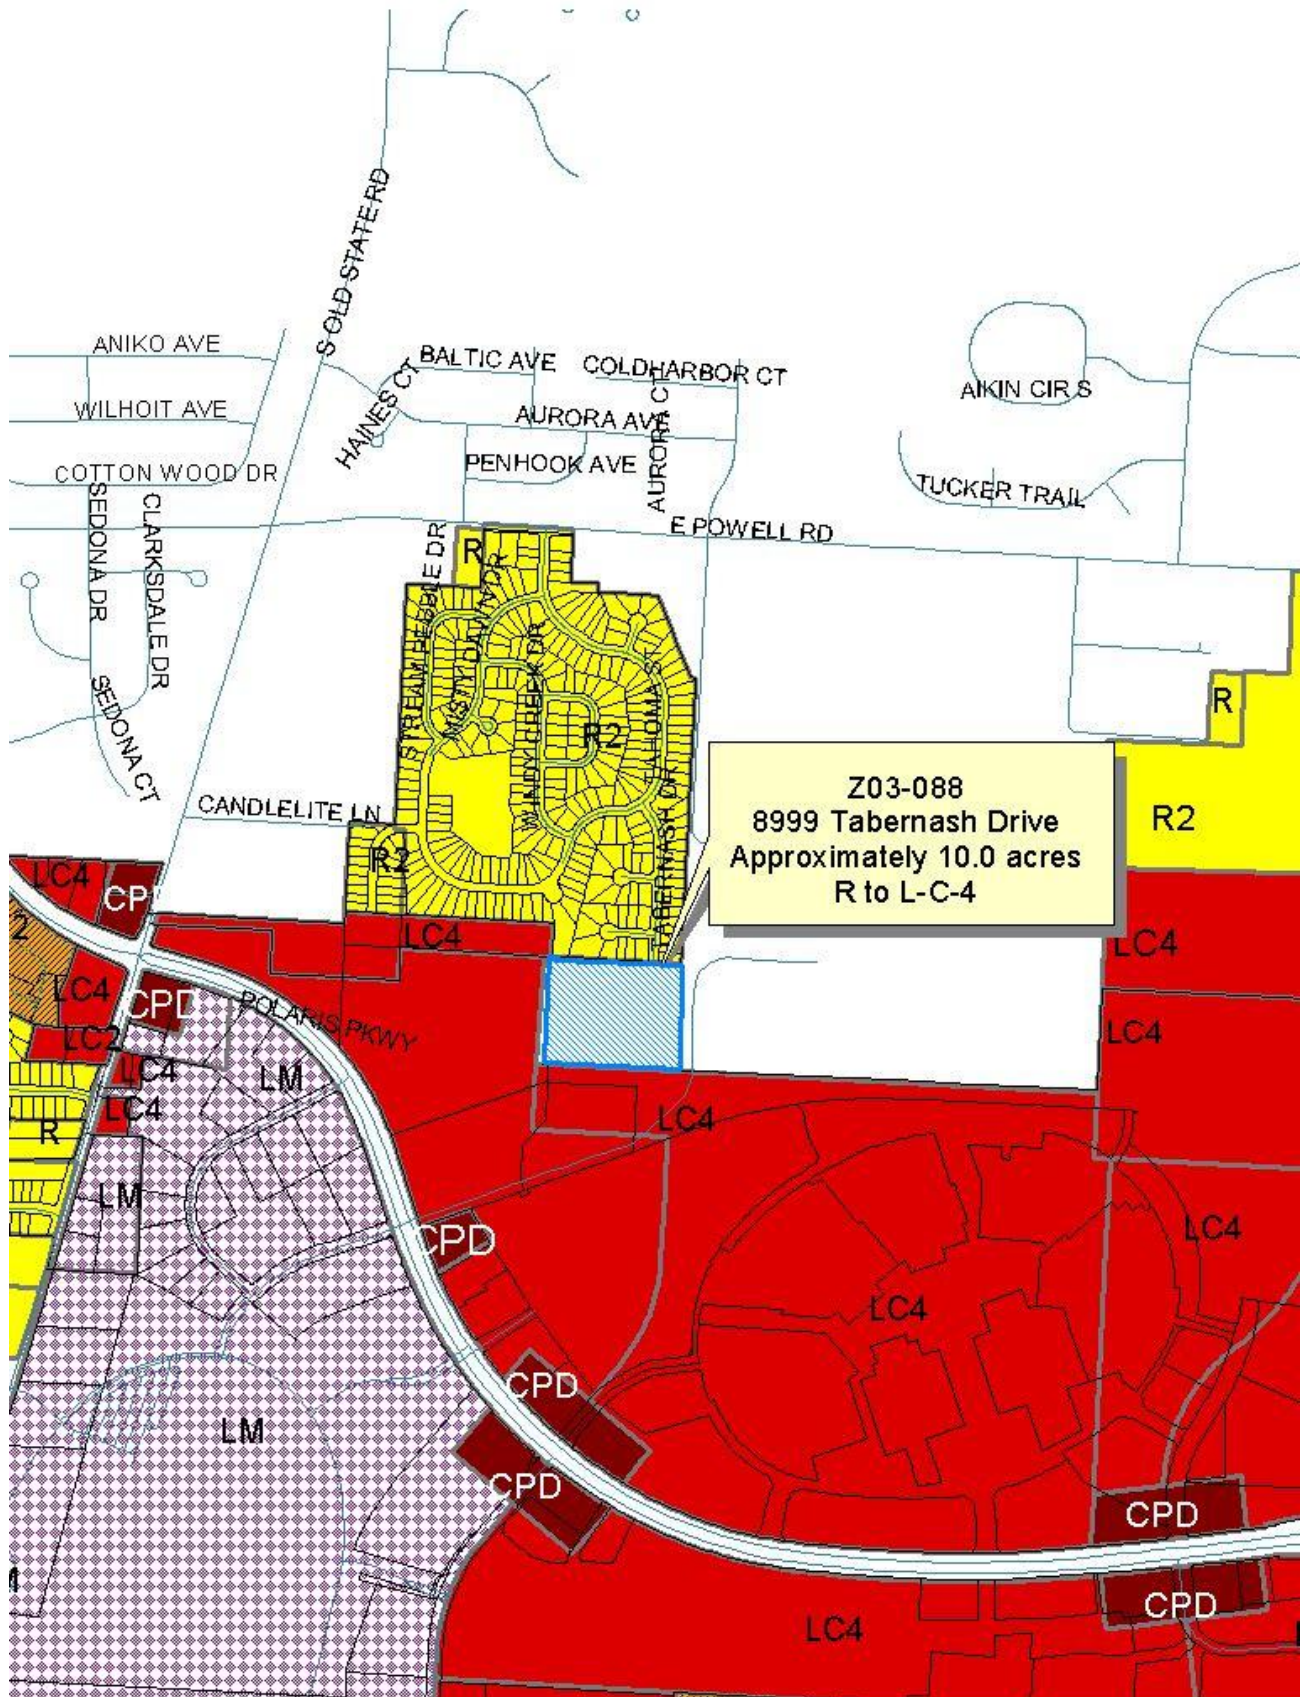 S OLD STATE RD
ANIKO AVE
BALTIC AVE
COLDHARBOR CT
AIKIN CIR S
WILHOIT AVE
HAINES CT
AURORA AVE
AURORA CT
COTTON WOOD DR
PENHOOK AVE
TUCKER TRAIL
SEDONA DR
CLARKSDALE DR
E POWELL RD
R
STREAM PEBBLE DR
MISTY DAWN DR
WINDY CREEK DR
R2
R
SEDONA CT
TABERNASH DR
Z03-088
8999 Tabernash Drive
Approximately 10.0 acres
R to L-C-4
R2
CANDLELITE LN
R2
LC4
CP
LC4
LC4
2
LC4
CPD
POLARIS PKWY
LC2
LC4
LC4
LM
LC4
LC4
R
LM
CPD
LC4
LC4
CPD
LM
CPD
CPD
CPD
LC4